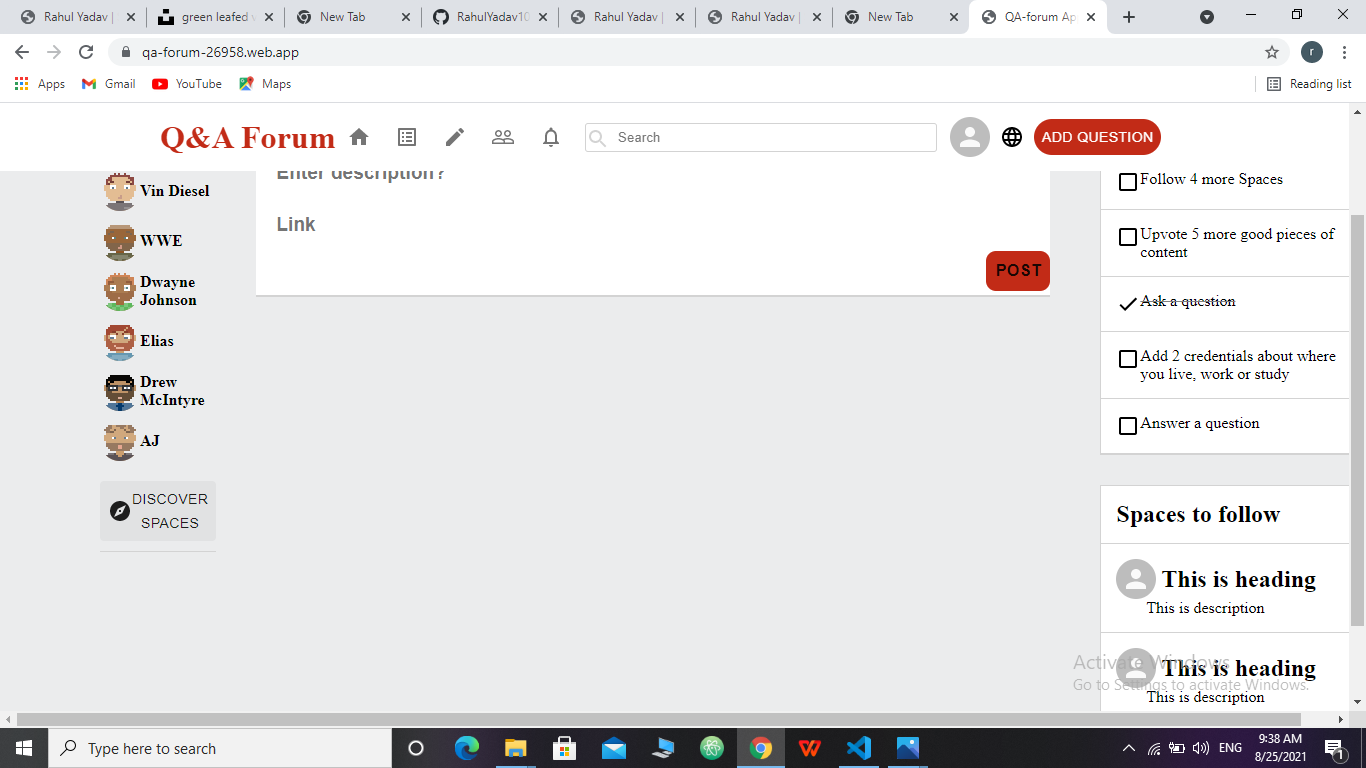 Rahul Yadav |
green leafed v
New Tab
RahulYadav10
Rahul Yadav |
Rahul Yadav |
New Tab
QA-forum Ap
qa-forum-26958.web.app
r
Apps
Gmail
YouTube
Maps
Reading list
Q&A Forum
Search
ADD QUESTION
Vin Diesel
WWE
Dwayne
Johnson
Elias
Drew
McIntyre
AJ
DISCOVER
SPACES
Enter description?
Link
POST
Follow 4 more Spaces
Upvote 5 more good pieces of
content
Ask a question
Add 2 credentials about where
you live, work or study
Answer a question
Spaces to follow
This is heading
This is description
This is heading
This is description
Activate Windows
Go to Settings to activate Windows.
Type here to search
ENG
9:38 AM
8/25/2021
1